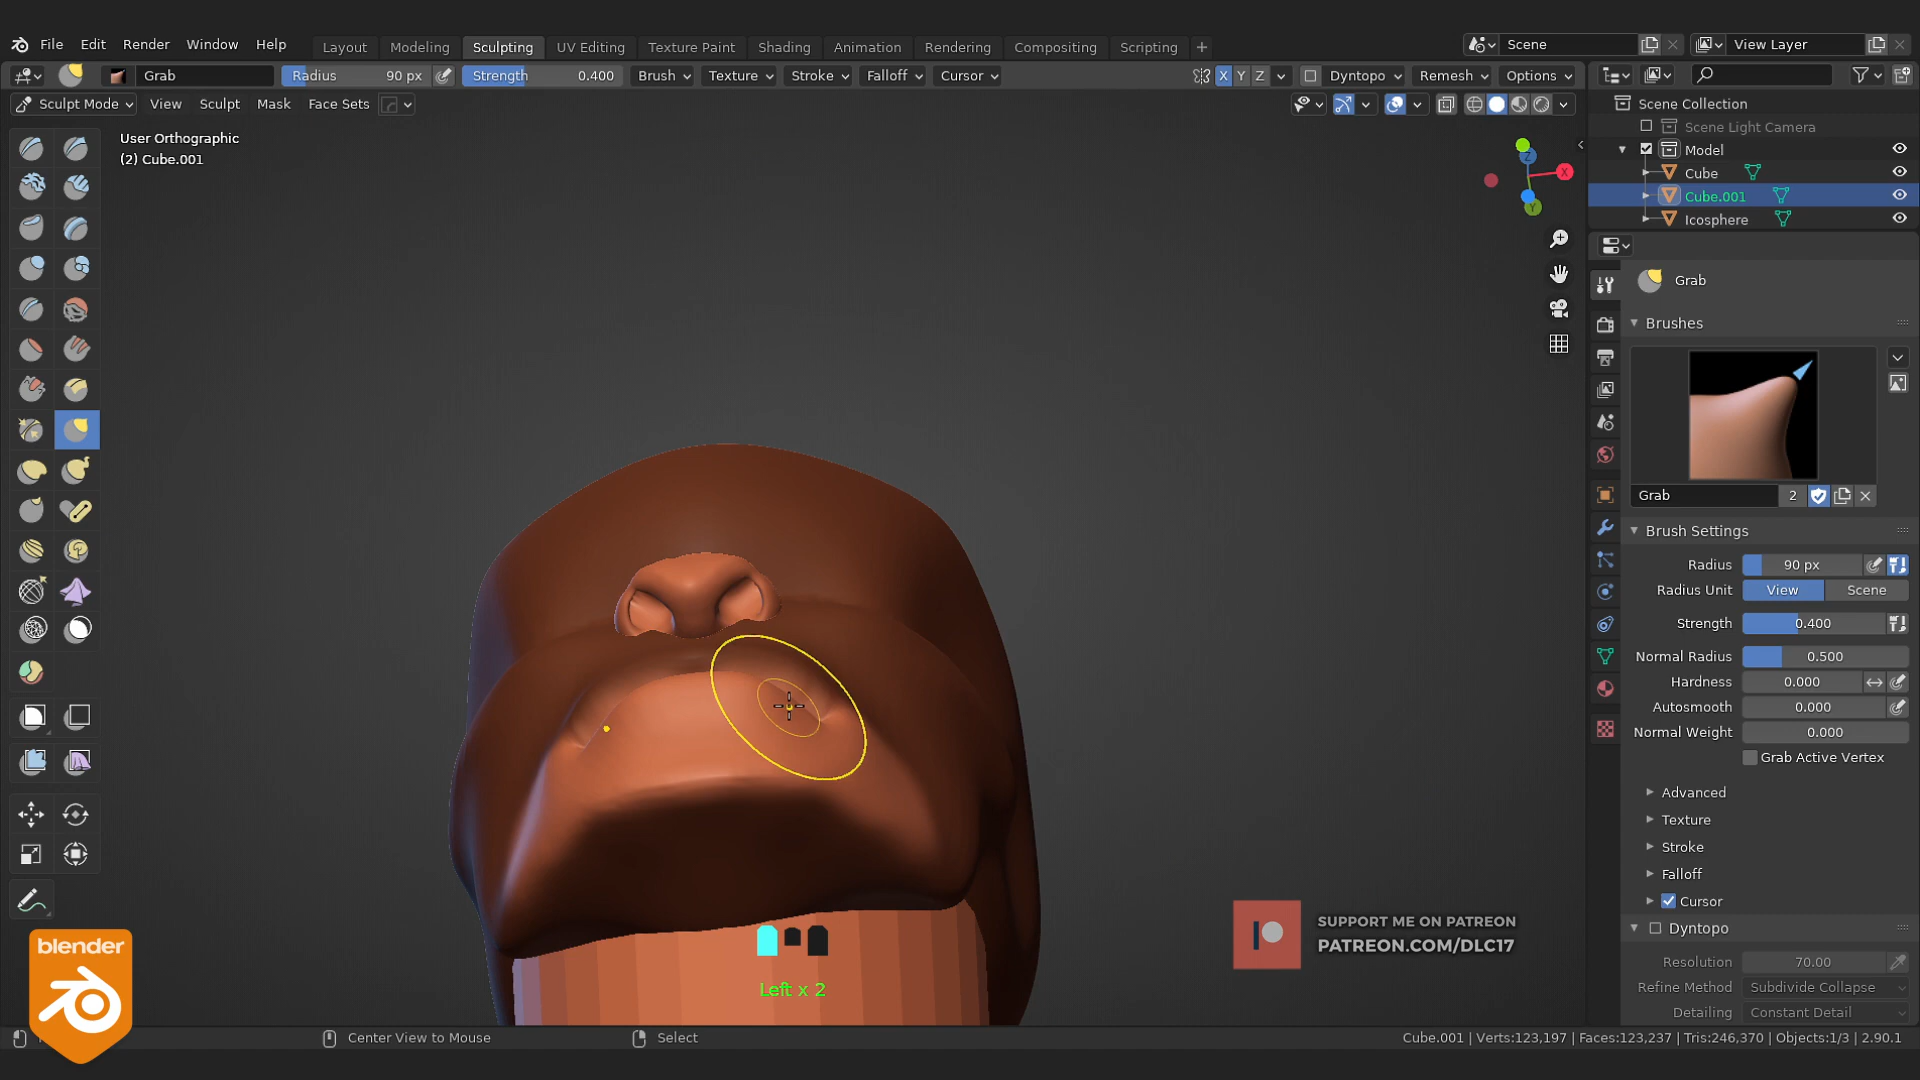 File Edit Render Window Help Layout Modeling Sculpting UV Editing Texture Paint Shading Animation Rendering Compositing Scripting + Scene View Layer
Grab Radius 90 px Strength 0.400 Brush Texture Stroke Falloff Cursor X Y Z Dyntopo Remesh Options
Sculpt Mode View Sculpt Mask Face Sets
User Orthographic
(2) Cube.001
Z
X
Y
Scene Collection
Scene Light Camera
Model
Cube
Cube.001
Icosphere
Grab
Brushes
Grab 2
Brush Settings
Radius 90 px
Radius Unit View Scene
Strength 0.400
Normal Radius 0.500
Hardness 0.000
Autosmooth 0.000
Normal Weight 0.000
Grab Active Vertex
Advanced
Texture
Stroke
Falloff
Cursor
Dyntopo
Resolution 70.00
Refine Method Subdivide Collapse
Detailing Constant Detail
SUPPORT ME ON PATREON
PATREON.COM/DLC17
Left x 2
blender
Center View to Mouse Select Cube.001 | Verts:123,197 | Faces:123,237 | Tris:246,370 | Objects:1/3 | 2.90.1